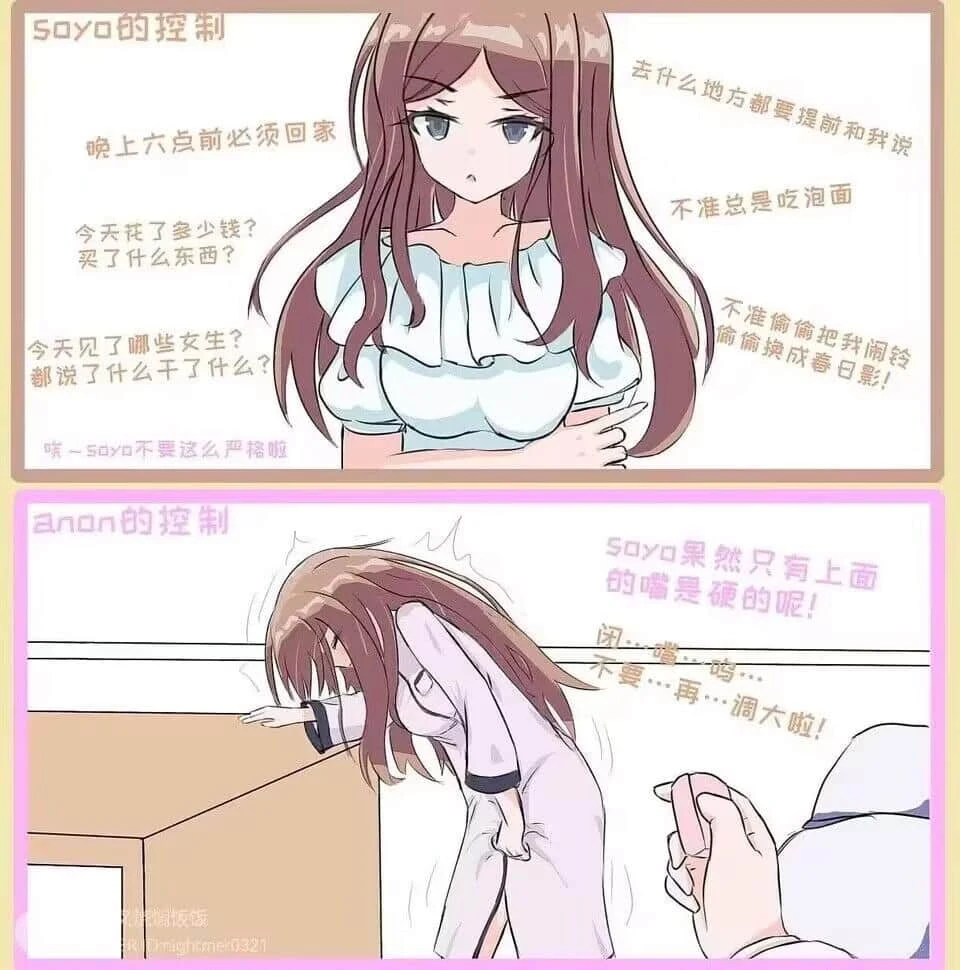 soyo的控制
晚上六点前必须回家
去什么地方都要提前和我说
不准总是吃泡面
今天花了多少钱?
买了什么东西?
今天见了哪些女生?
都说了什么干了什么?
不准偷偷把我闹铃
偷偷换成春日影!
唉~soyo不要这么严格啦
anon的控制
soyo果然只有上面
的嘴是硬的呢!
闭…嘴…呜…
不要…再…调大啦!